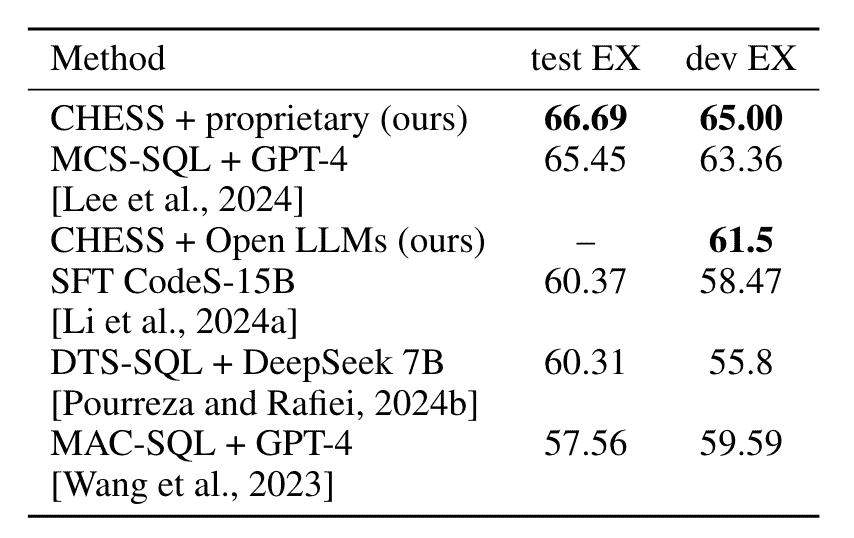 Method test EX dev EX
CHESS + proprietary (ours) 66.69 65.00
MCS-SQL + GPT-4 65.45 63.36
[Lee et al., 2024]
CHESS + Open LLMs (ours) – 61.5
SFT CodeS-15B 60.37 58.47
[Li et al., 2024a]
DTS-SQL + DeepSeek 7B 60.31 55.8
[Pourreza and Rafiei, 2024b]
MAC-SQL + GPT-4 57.56 59.59
[Wang et al., 2023]